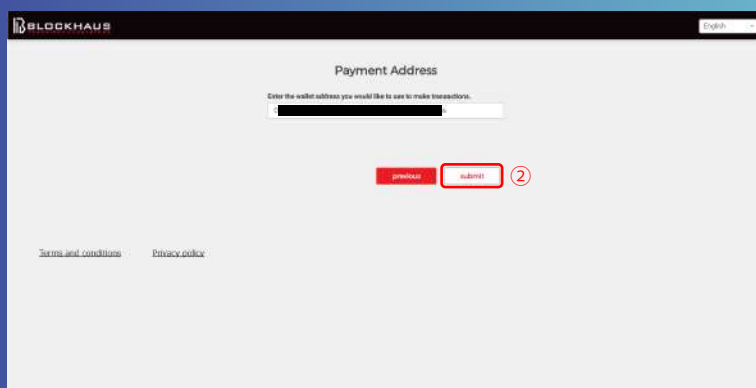 BLOCKHAUS
English
Payment Address
Enter the wallet address you would like to use to make transactions.
previous
submit
②
Terms and conditions
Privacy policy